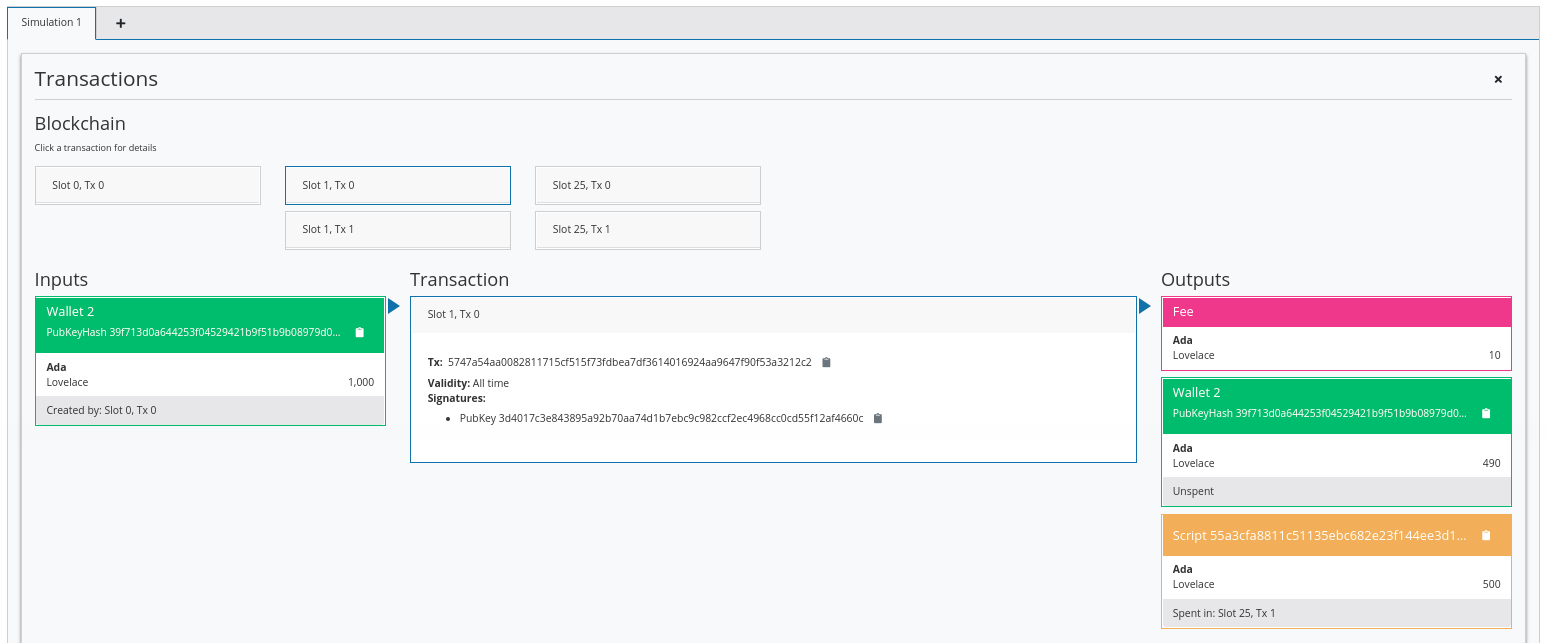 Simulation 1
+
Transactions
Blockchain
Click a transaction for details
Slot 0, Tx 0
Slot 1, Tx 0
Slot 25, Tx 0
Slot 1, Tx 1
Slot 25, Tx 1
Inputs
Wallet 2
PubKeyHash 39f713d0a644253f04529421b9f51b9b08979d0...
Ada
Lovelace 1,000
Created by: Slot 0, Tx 0
Transaction
Slot 1, Tx 0
Tx: 5747a54aa0082811715cf515f73fdbea7df3614016924aa9647f90f53a3212c2
Validity: All time
Signatures:
• PubKey 3d4017c3e843895a92b70aa74d1b7ebc9c982ccf2ec4968cc0cd55f12af4660c
Outputs
Fee
Ada
Lovelace 10
Wallet 2
PubKeyHash 39f713d0a644253f04529421b9f51b9b08979d0...
Ada
Lovelace 490
Unspent
Script 55a3cfa8811c51135ebc682e23f144ee3d1...
Ada
Lovelace 500
Spent in: Slot 25, Tx 1